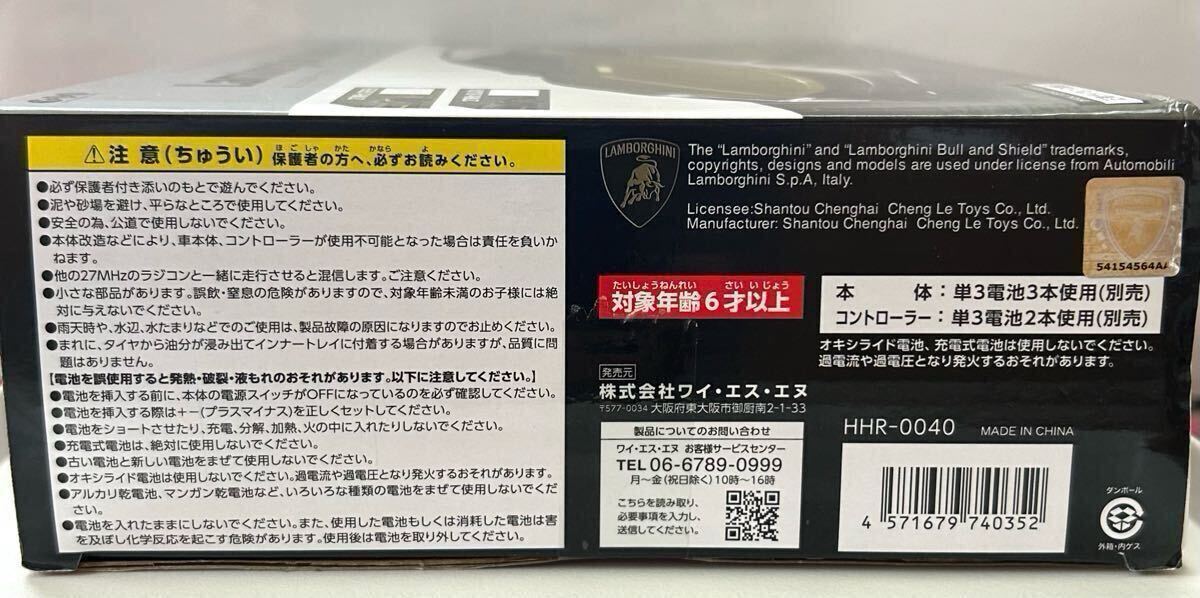 ⚠注意(ちゅうい) 保護者の方へ、必ずお読みください。
ほごしゃ かた かなら よ
●必ず保護者付き添いのもとで遊んでください。
●泥や砂場を避け、平らなところで使用してください。
●安全の為、公道で使用しないでください。
●本体改造などにより、車本体、コントローラーが使用不可能となった場合は責任を負いか
ねます。
●他の27MHzのラジコンと一緒に走行させると混信します。ご注意ください。
●小さな部品があります。誤飲・窒息の危険がありますので、対象年齢未満のお子様には絶
対に与えないでください。
●雨天時や、水辺、水たまりなどでのご使用は、製品故障の原因になりますのでお止めください。
●まれに、タイヤから油分が浸み出てインナートレイに付着する場合がありますが、品質に問
題はありません。
【電池を誤使用すると発熱・破裂・液もれのおそれがあります。以下に注意してください。】
●電池を挿入する前に、本体の電源スイッチがOFFになっているのを必ず確認してください。
●電池を挿入する際は+-(プラスマイナス)を正しくセットしてください。
●電池をショートさせたり、充電、分解、加熱、火の中に入れたりしないでください。
●充電式電池は、絶対に使用しないでください。
●古い電池と新しい電池をまぜて使用しないでください。
●オキシライド電池は使用しないでください。過電流や過電圧となり発火するおそれがあります。
●アルカリ乾電池、マンガン乾電池など、いろいろな種類の電池をまぜて使用しないでくださ
い。
●電池を入れたままにしないでください。また、使用した電池もしくは消耗した電池は害
を及ぼし化学反応を起こす危険があります。使用後は電池を取り外してください。
LAMBORGHINI
The "Lamborghini" and "Lamborghini Bull and Shield" trademarks,
copyrights, designs and models are used under license from Automobili
Lamborghini S.p.A, Italy.
Licensee:Shantou Chenghai Cheng Le Toys Co., Ltd.
Manufacturer: Shantou Chenghai Cheng Le Toys Co., Ltd.
54154564AA
たいしょうねんれい さい いじょう
対象年齢6才以上
本 体:単3電池3本使用(別売)
コントローラー:単3電池2本使用(別売)
オキシライド電池、充電式電池は使用しないでください。
過電流や過電圧となり発火するおそれがあります。
発売元
株式会社ワイ・エス・エヌ
〒577-0034 大阪府東大阪市御厨南2-1-33
製品についてのお問い合わせ
ワイ・エス・エヌ お客様サービスセンター
TEL 06-6789-0999
月〜金(祝日除く)10時〜16時
こちらを読み取り、
必要事項を入力し、
送信してください。
HHR-0040 MADE IN CHINA
4 571679 740352
ダンボール
外箱・内ケス